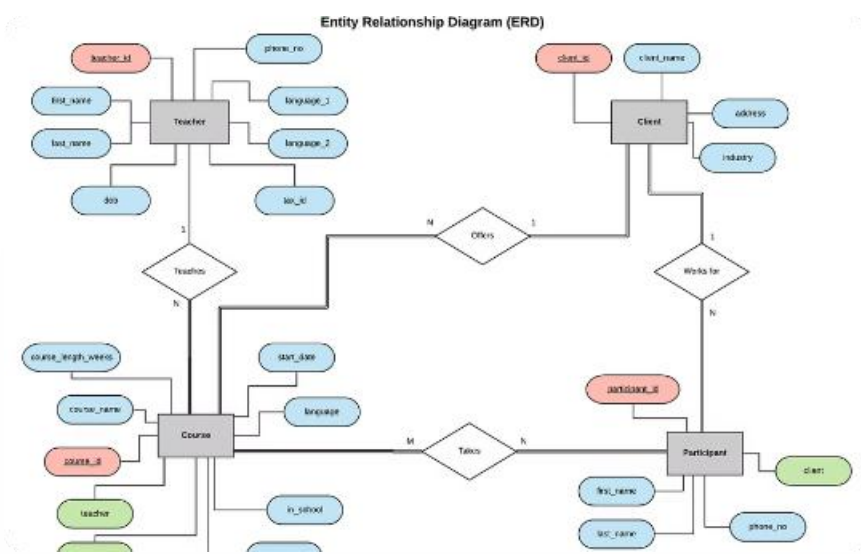 Entity Relationship Diagram (ERD)
teacher_id
phone_no
client_id
client_name
first_name
language_1
Teacher
Client
address
last_name
language_2
industry
dob
tax_id
N
Offers
1
1
1
Teaches
Works for
N
N
course_length_weeks
start_date
participant_id
course_name
language
Course
M
Takes
N
Participant
course_id
client
teacher
in_school
first_name
last_name
phone_no